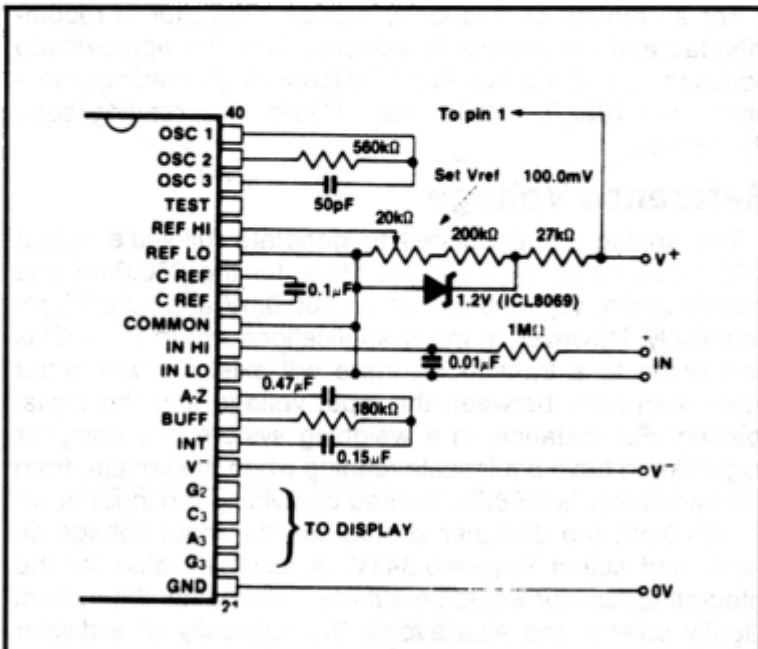 40
OSC 1
OSC 2
OSC 3
TEST
REF HI
REF LO
C REF
C REF
COMMON
IN HI
IN LO
A-Z
BUFF
INT
V⁻
G₂
C₃
A₃
G₃
GND
21
560kΩ
50pF
To pin 1
Set Vref
100.0mV
20kΩ
200kΩ
27kΩ
V⁺
0.1μF
1.2V (ICL8069)
1MΩ
0.01μF
IN
0.47μF
180kΩ
0.15μF
V⁻
TO DISPLAY
0V